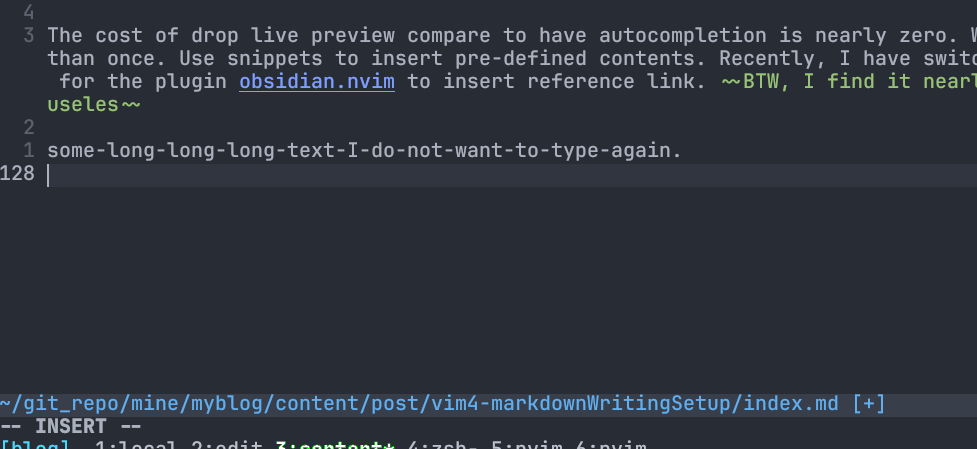 4
3 The cost of drop live preview compare to have autocompletion is nearly zero.
than once. Use snippets to insert pre-defined contents. Recently, I have
for the plugin obsidian.nvim to insert reference link. ~~BTW, I find it
useles~~
2
1 some-long-long-long-text-I-do-not-want-to-type-again.
128
~/git_repo/mine/myblog/content/post/vim4-markdownWritingSetup/index.md [+]
-- INSERT --
[blog] 1:local 2:edit 3:content* 4:zsh- 5:nvim 6:nvim